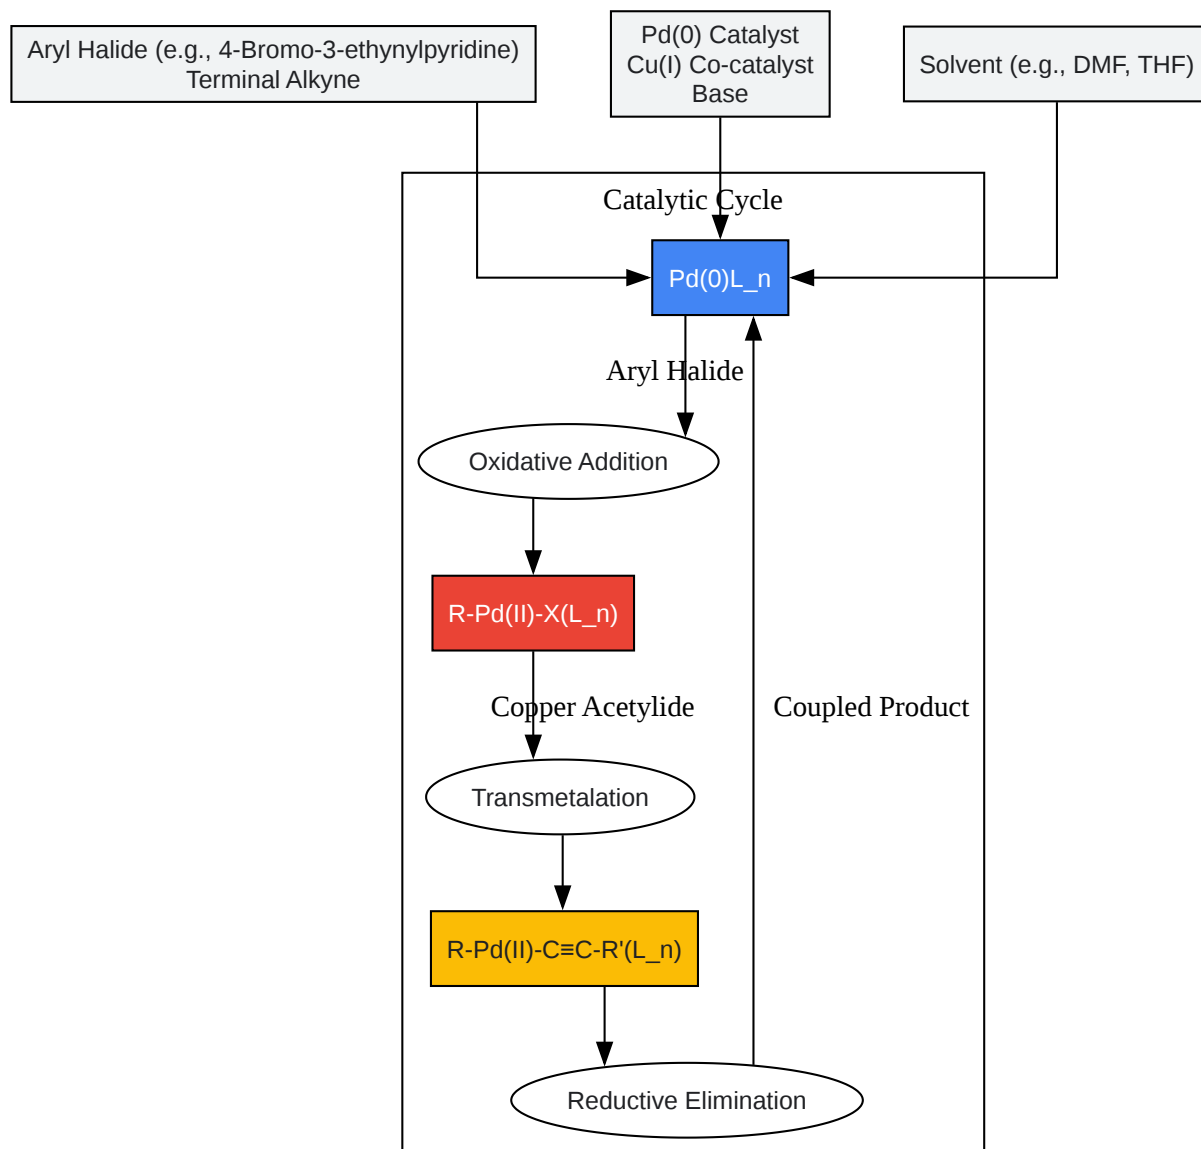 Aryl Halide (e.g., 4-Bromo-3-ethynylpyridine)
Terminal Alkyne
Pd(0) Catalyst
Cu(I) Co-catalyst
Base
Solvent (e.g., DMF, THF)
Catalytic Cycle
Pd(0)L_n
Aryl Halide
Oxidative Addition
R-Pd(II)-X(L_n)
Copper Acetylide
Coupled Product
Transmetalation
R-Pd(II)-C≡C-R'(L_n)
Reductive Elimination